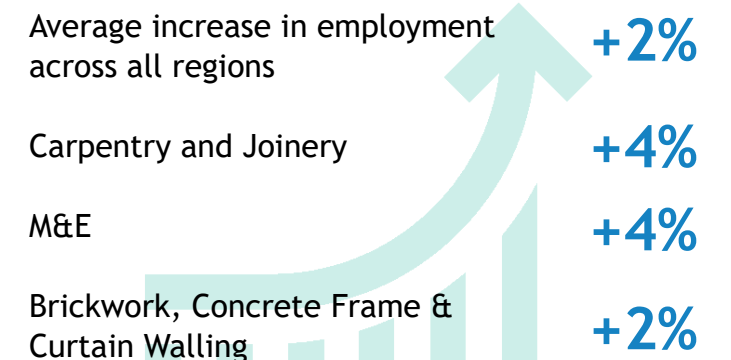 Average increase in employment
across all regions
+2%
Carpentry and Joinery
+4%
M&E
+4%
Brickwork, Concrete Frame &
Curtain Walling
+2%